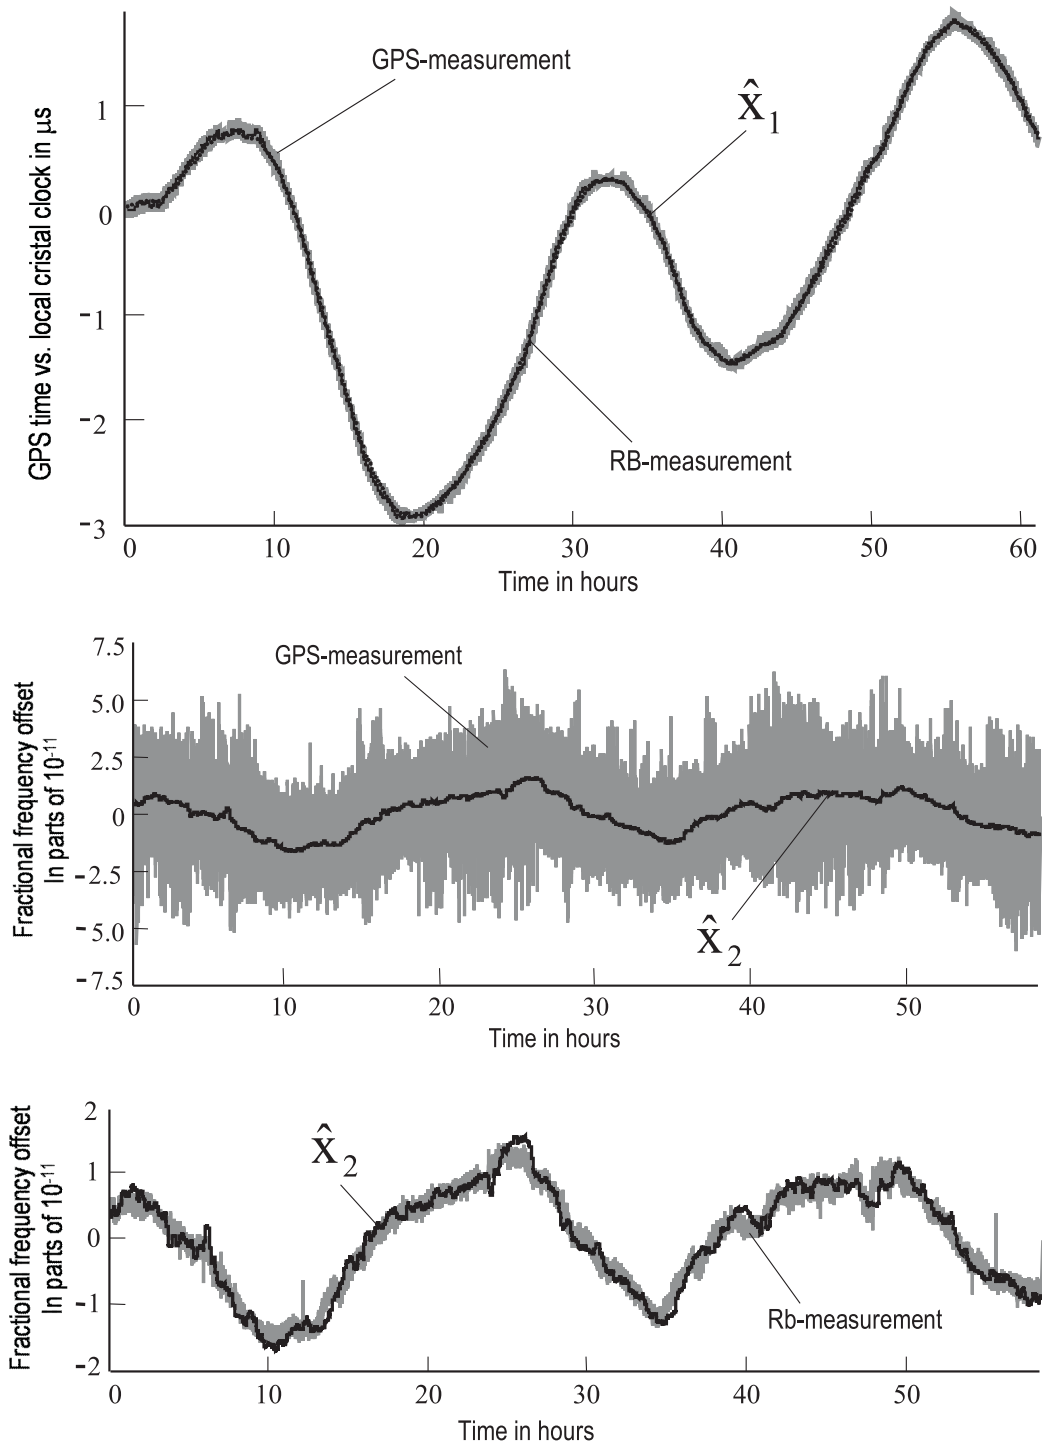 GPS time vs. local cristal clock in μs
1
0
−1
−2
−3
GPS-measurement
x̂1
RB-measurement
0 10 20 30 40 50 60
Time in hours
Fractional frequency offset
In parts of 10-11
7.5
5.0
2.5
0
−2.5
−5.0
−7.5
GPS-measurement
x̂2
0 10 20 30 40 50
Time in hours
Fractional frequency offset
In parts of 10-11
2
1
0
−1
−2
x̂2
Rb-measurement
0 10 20 30 40 50
Time in hours